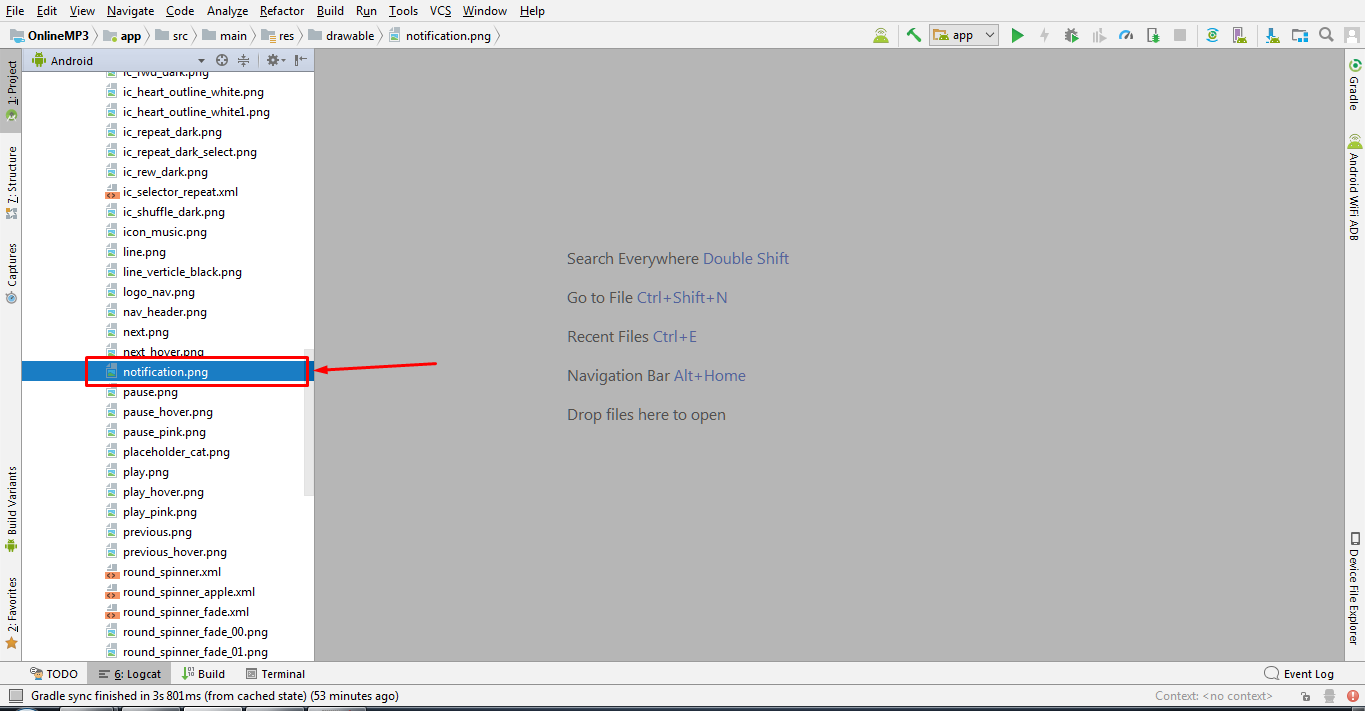 File Edit View Navigate Code Analyze Refactor Build Run Tools VCS Window Help
OnlineMP3 app src main res drawable notification.png
app
1: Project
7: Structure
Captures
Build Variants
2: Favorites
Android
ic_fwd_dark.png
ic_heart_outline_white.png
ic_heart_outline_white1.png
ic_repeat_dark.png
ic_repeat_dark_select.png
ic_rew_dark.png
ic_selector_repeat.xml
ic_shuffle_dark.png
icon_music.png
line.png
line_verticle_black.png
logo_nav.png
nav_header.png
next.png
next_hover.png
notification.png
pause.png
pause_hover.png
pause_pink.png
placeholder_cat.png
play.png
play_hover.png
play_pink.png
previous.png
previous_hover.png
round_spinner.xml
round_spinner_apple.xml
round_spinner_fade.xml
round_spinner_fade_00.png
round_spinner_fade_01.png
Search Everywhere Double Shift
Go to File Ctrl+Shift+N
Recent Files Ctrl+E
Navigation Bar Alt+Home
Drop files here to open
Gradle
Android WiFi ADB
Device File Explorer
TODO 6: Logcat Build Terminal
Event Log
Gradle sync finished in 3s 801ms (from cached state) (53 minutes ago)
Context: <no context>